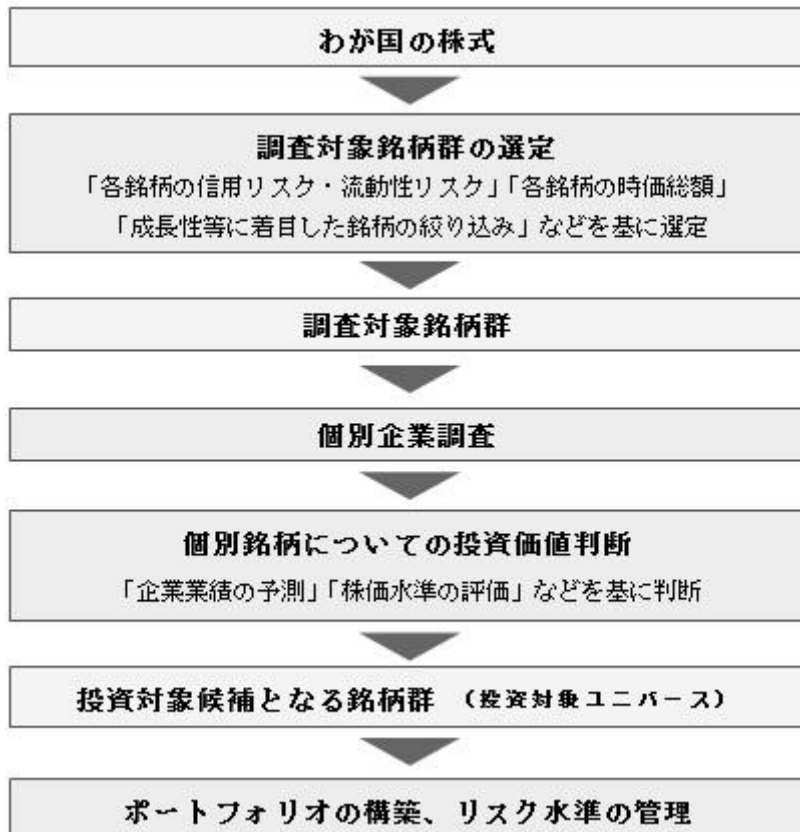 わが国の株式
調査対象銘柄群の選定
「各銘柄の信用リスク・流動性リスク」「各銘柄の時価総額」
「成長性等に着目した銘柄の絞り込み」などを基に選定
調査対象銘柄群
個別企業調査
個別銘柄についての投資価値判断
「企業業績の予測」「株価水準の評価」などを基に判断
投資対象候補となる銘柄群 (投資対象ユニバース)
ポートフォリオの構築、リスク水準の管理